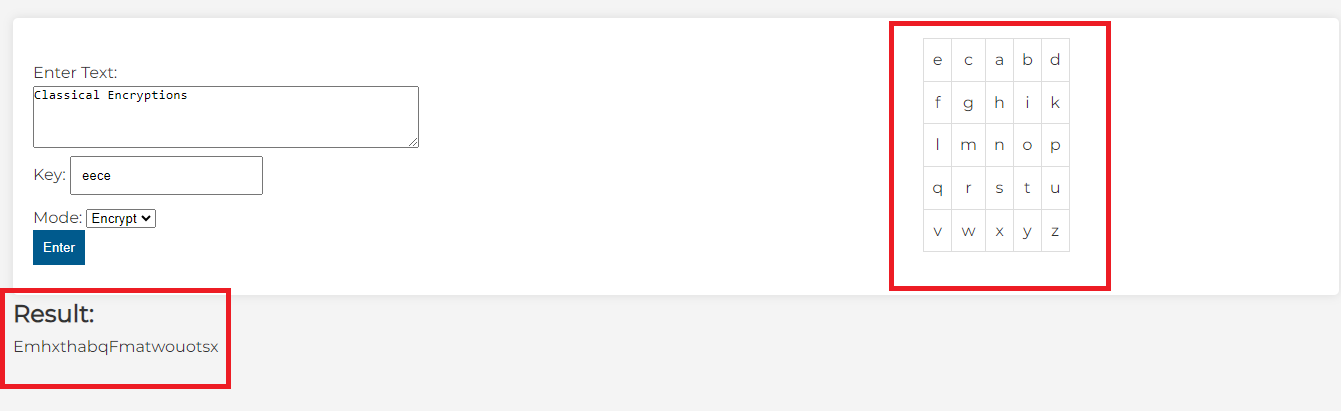 Enter Text:
Classical Encryptions
Key: eece
Mode: Encrypt
Enter
e c a b d
f g h i k
l m n o p
q r s t u
v w x y z
Result:
EmhxthabqFmatwouotsx